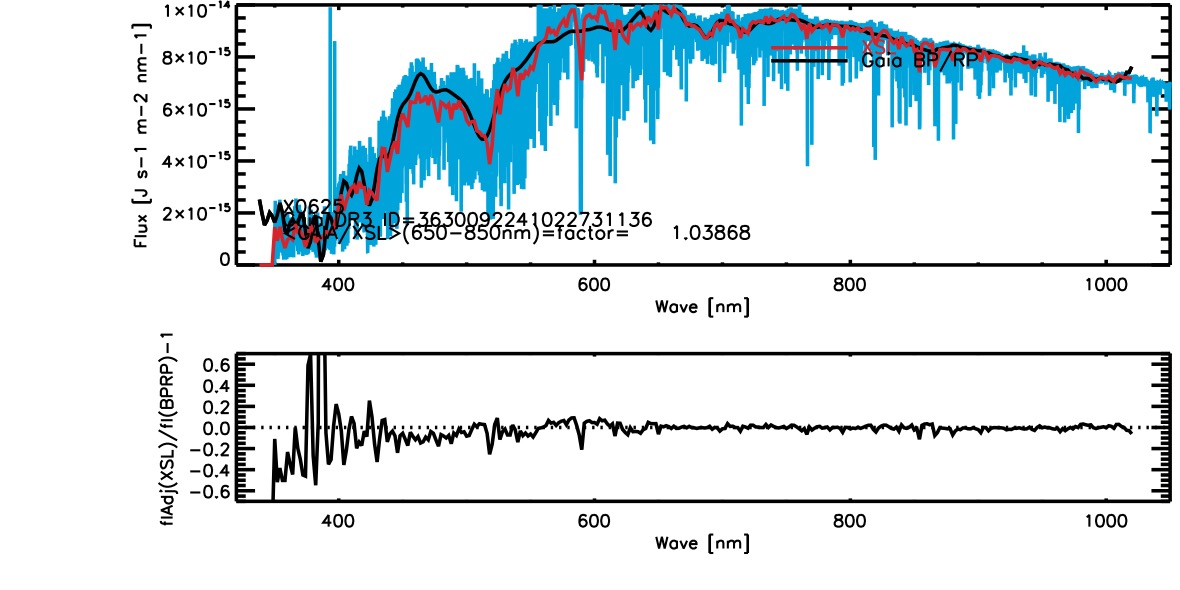 1×10⁻¹⁴
8×10⁻¹⁵
6×10⁻¹⁵
4×10⁻¹⁵
2×10⁻¹⁵
0
Flux [J s−1 m−2 nm−1]
XSL
Gaia BP/RP
X0625
Gaia DR3 ID=3630092241022731136
<GAIA/XSL>(650−850nm)=factor= 1.03868
400 600 800 1000
Wave [nm]
flAdj(XSL)/fl(BPRP)−1
0.6
0.4
0.2
0.0
−0.2
−0.4
−0.6
400 600 800 1000
Wave [nm]